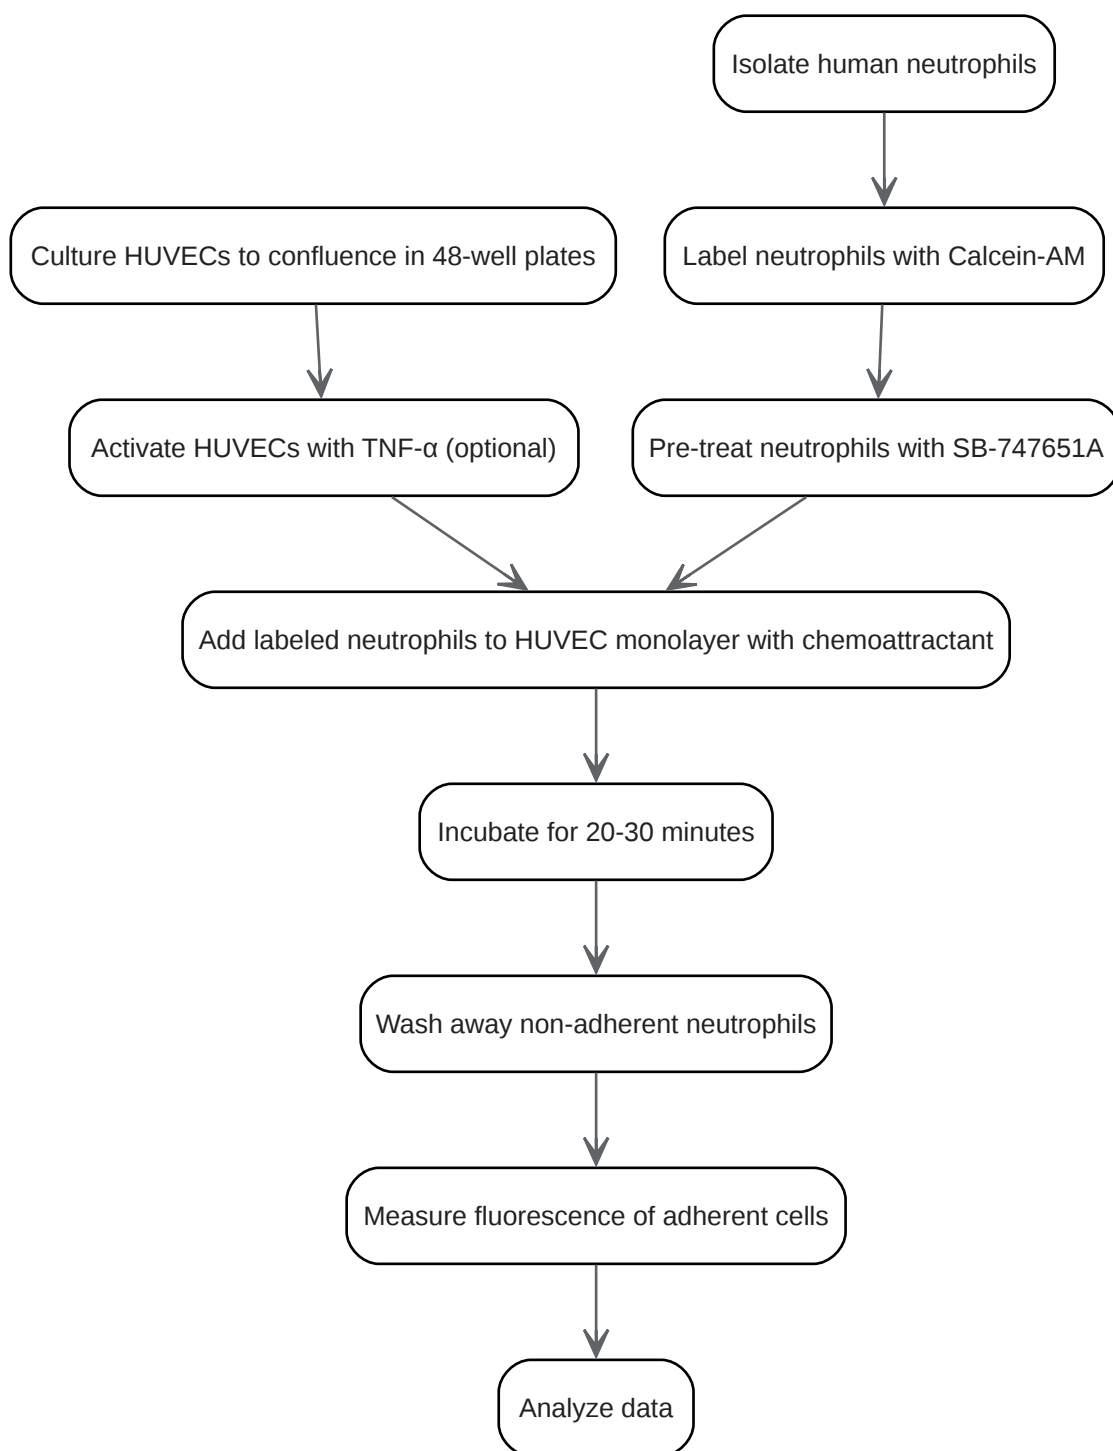 Isolate human neutrophils
Culture HUVECs to confluence in 48-well plates
Label neutrophils with Calcein-AM
Activate HUVECs with TNF-α (optional)
Pre-treat neutrophils with SB-747651A
Add labeled neutrophils to HUVEC monolayer with chemoattractant
Incubate for 20-30 minutes
Wash away non-adherent neutrophils
Measure fluorescence of adherent cells
Analyze data